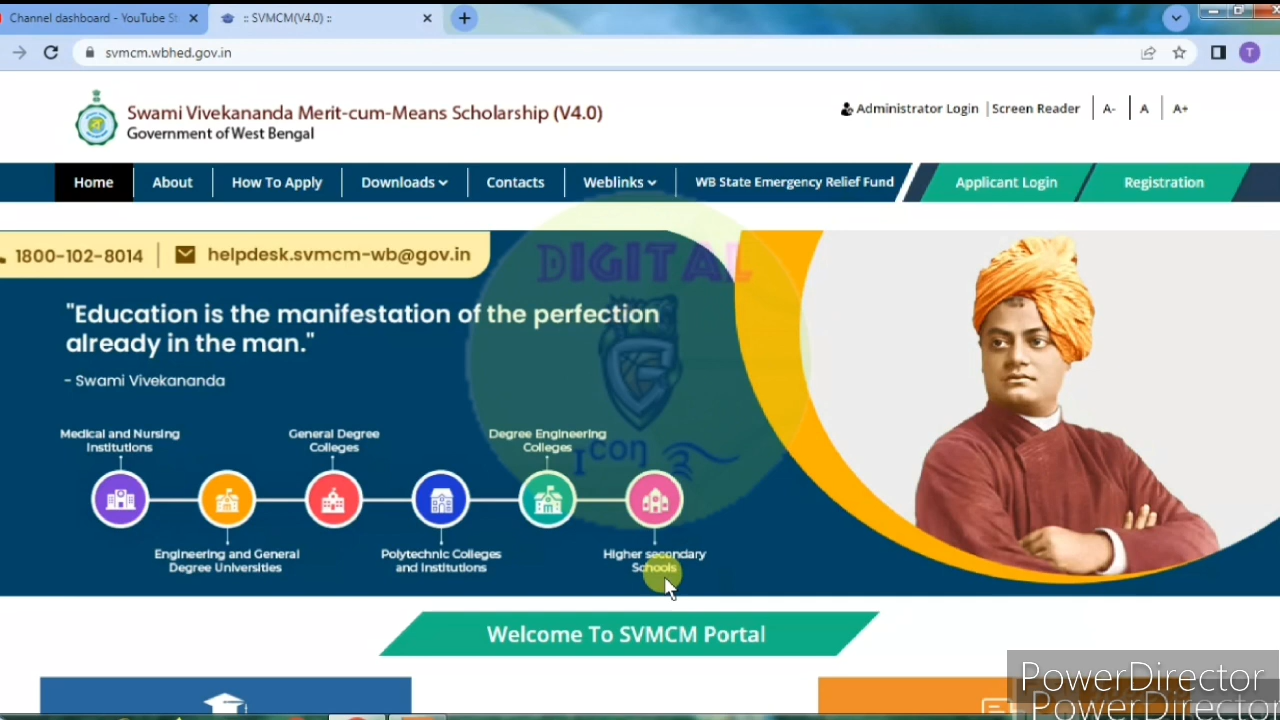 Channel dashboard - YouTube St
:: SVMCM(V4.0) ::
svmcm.wbhed.gov.in
T
Swami Vivekananda Merit-cum-Means Scholarship (V4.0)
Government of West Bengal
Administrator Login | Screen Reader
A-
A
A+
Home
About
How To Apply
Downloads
Contacts
Weblinks
WB State Emergency Relief Fund
Applicant Login
Registration
1800-102-8014
helpdesk.svmcm-wb@gov.in
DIGITAL
Icon
"Education is the manifestation of the perfection
already in the man."
- Swami Vivekananda
Medical and Nursing
Institutions
General Degree
Colleges
Degree Engineering
Colleges
Engineering and General
Degree Universities
Polytechnic Colleges
and Institutions
Higher secondary
Schools
Welcome To SVMCM Portal
PowerDirector
PowerDirector